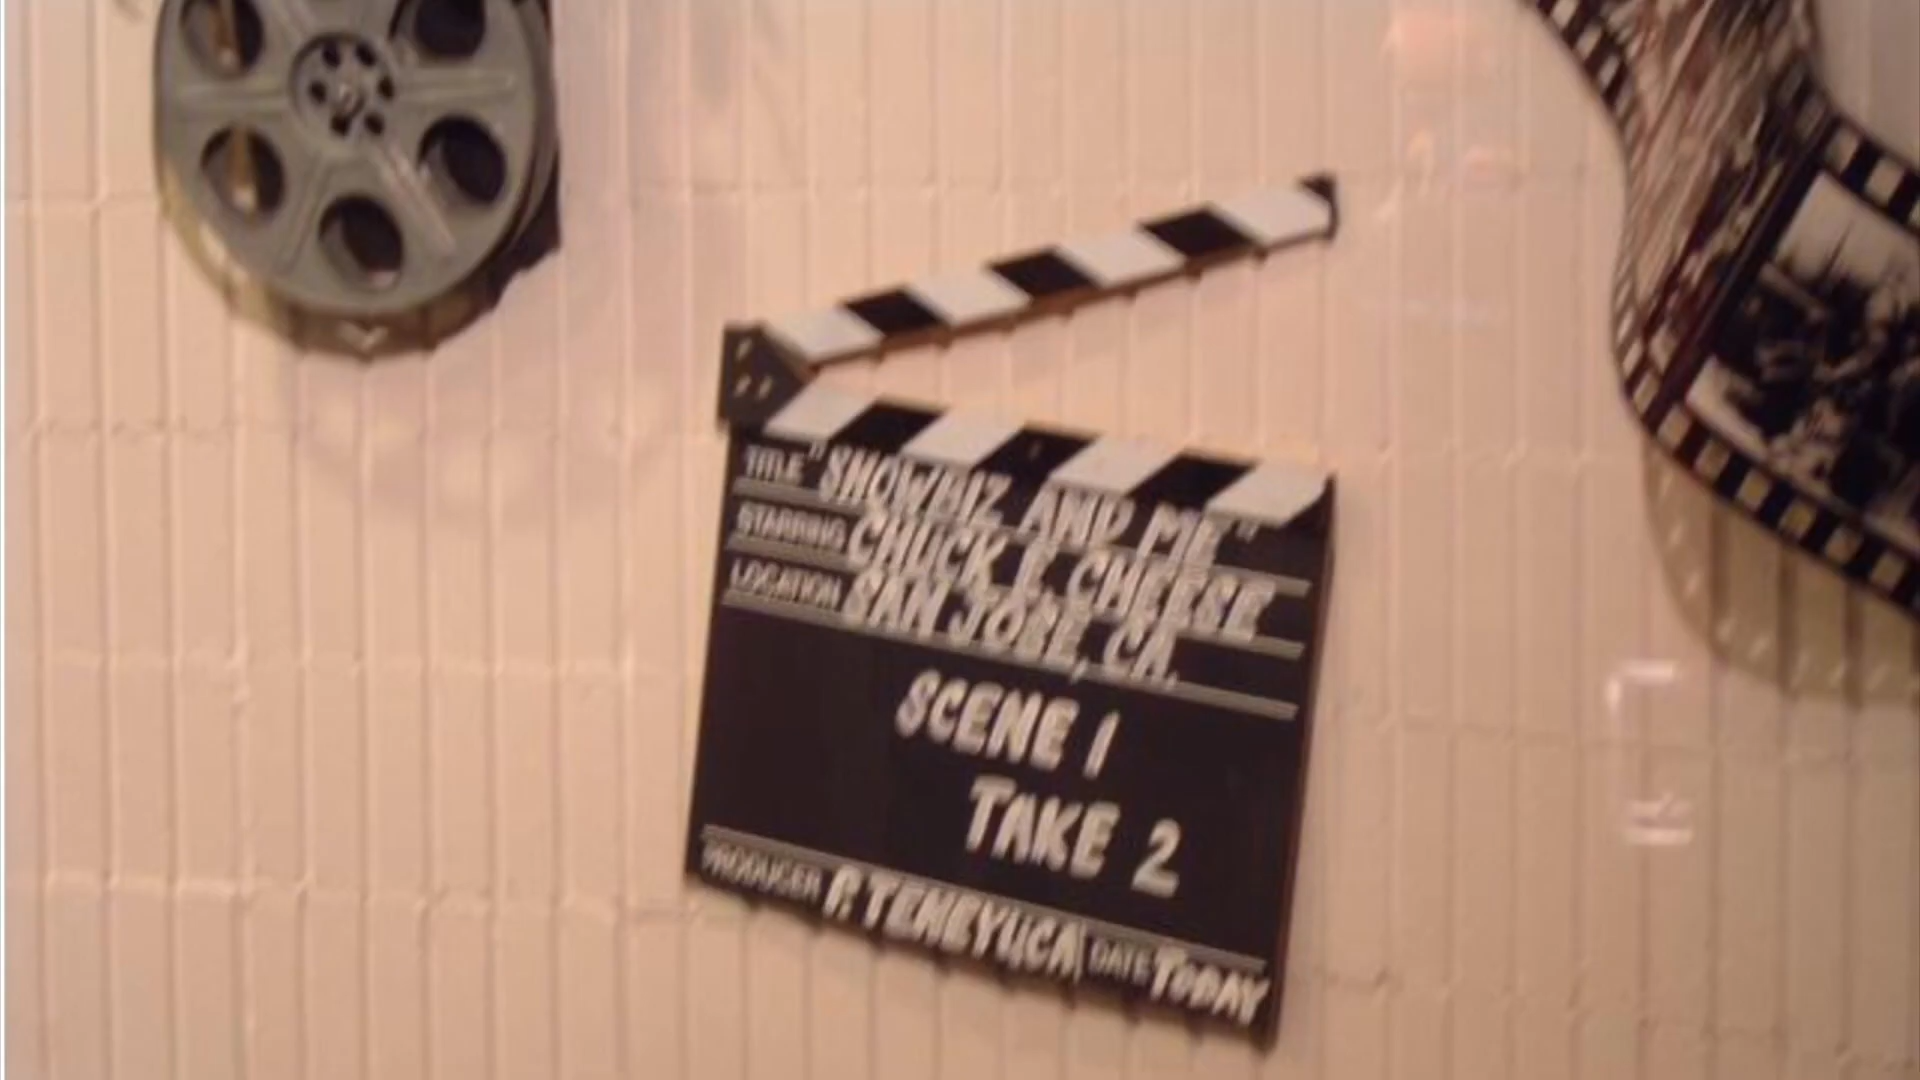 TITLE "SHOWBIZ AND ME"
STARRING CHUCK E. CHEESE
LOCATION SAN JOSE, CA.
SCENE 1
TAKE 2
PRODUCER P. TENEYUCA DATE TODAY